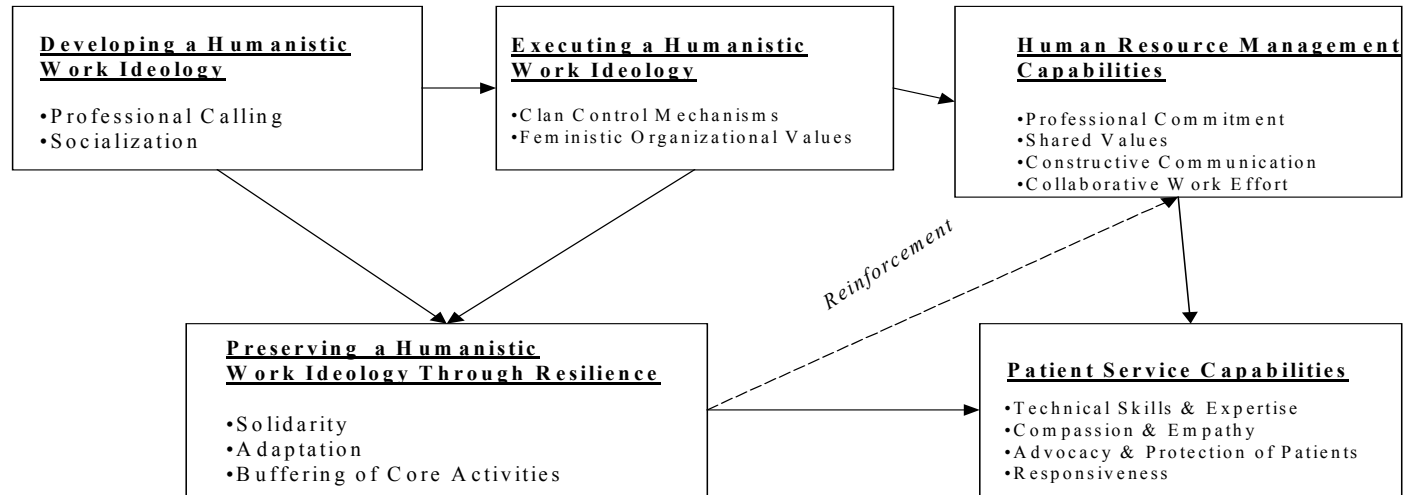 Developing a Humanistic
Work Ideology
•Professional Calling
•Socialization
Executing a Humanistic
Work Ideology
•Clan Control Mechanisms
•Feministic Organizational Values
Human Resource Management
Capabilities
•Professional Commitment
•Shared Values
•Constructive Communication
•Collaborative Work Effort
Reinforcement
Preserving a Humanistic
Work Ideology Through Resilience
•Solidarity
•Adaptation
•Buffering of Core Activities
Patient Service Capabilities
•Technical Skills & Expertise
•Compassion & Empathy
•Advocacy & Protection of Patients
•Responsiveness